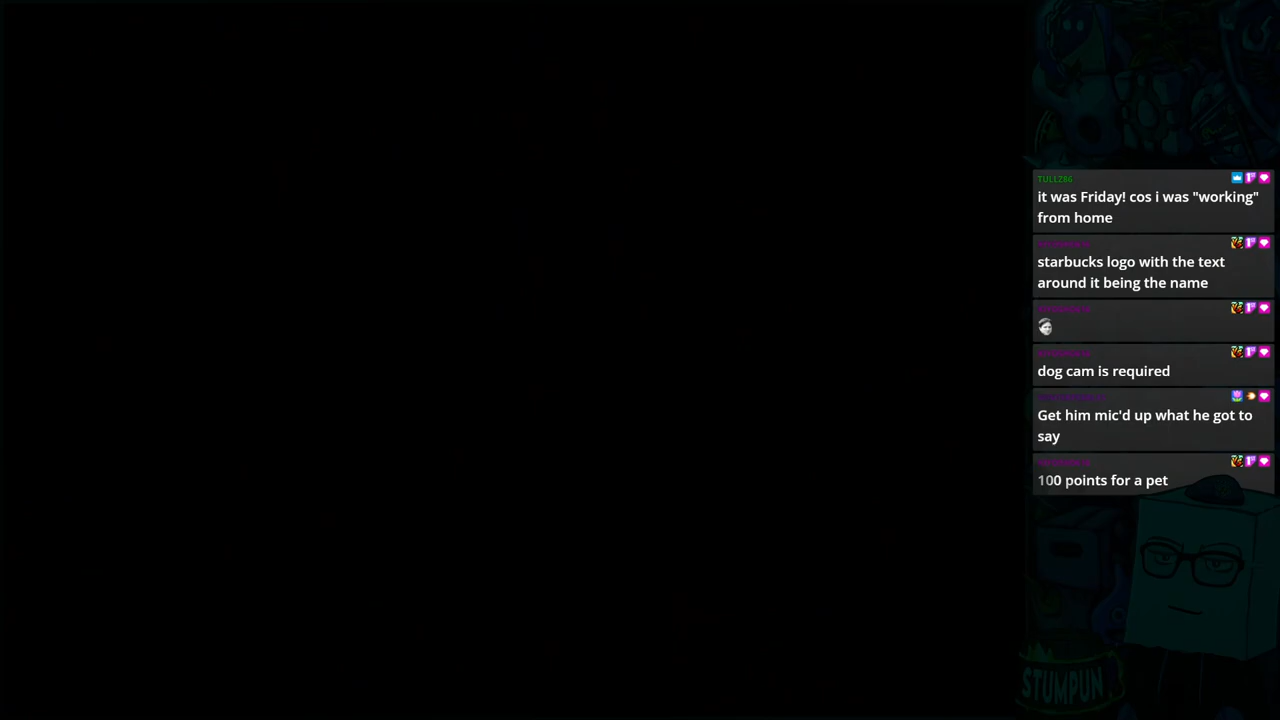 TULLZ86
it was Friday! cos i was "working"
from home
starbucks logo with the text
around it being the name
dog cam is required
Get him mic'd up what he got to
say
100 points for a pet
STUMPUN